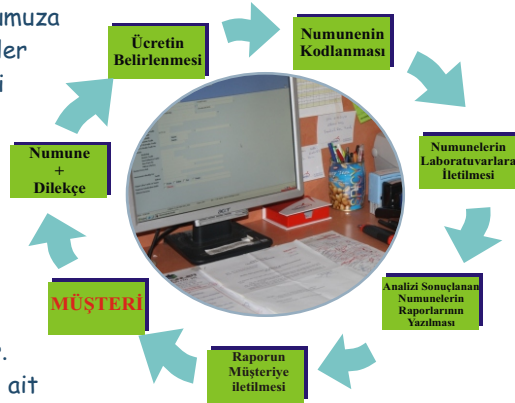 umuza
ler
i
Ücretin
Belirlenmesi
Numunenin
Kodlanması
Numune
+
Dilekçe
Numunelerin
Laboratuvarlara
İletilmesi
MÜŞTERİ
Analizi Sonuçlanan
Numunelerin
Raporlarının
Yazılması
Raporun
Müşteriye
iletilmesi
.
ait